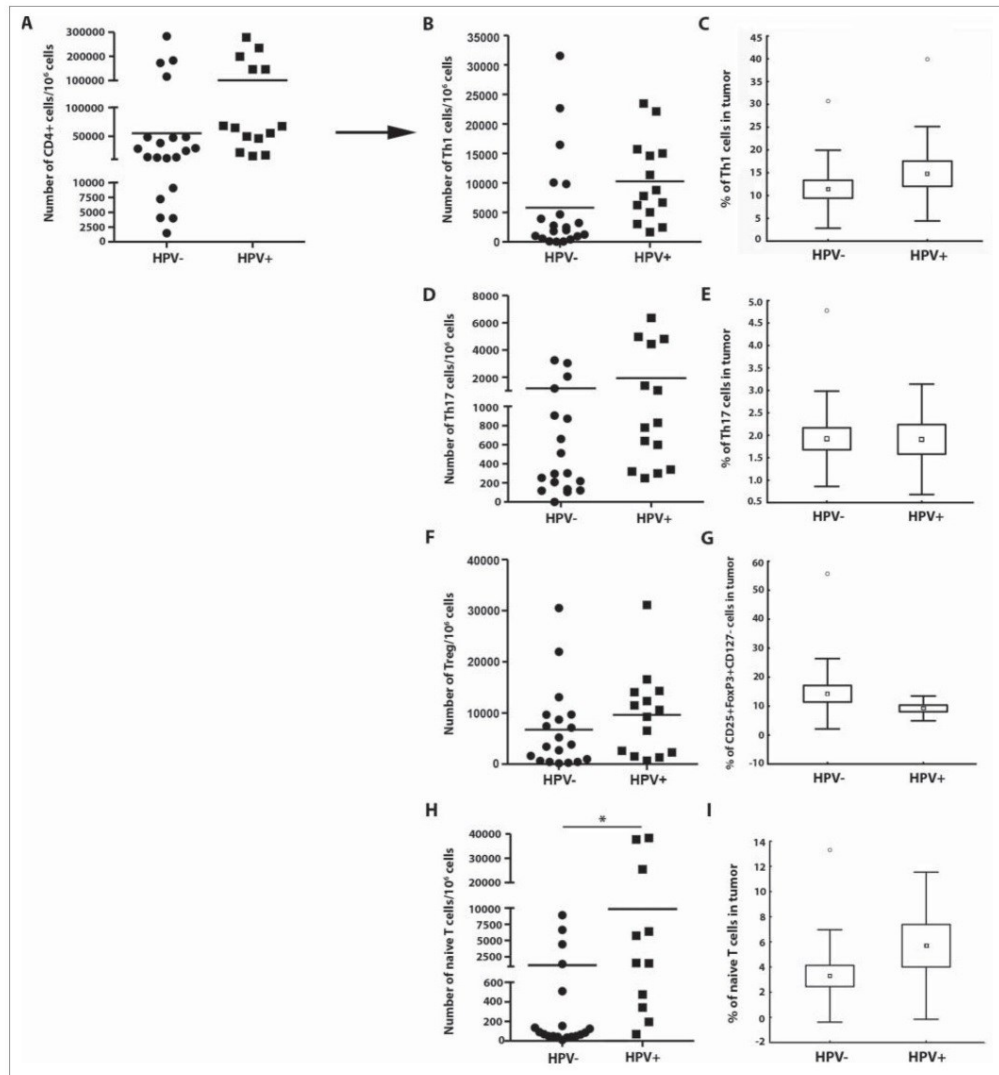 A
Number of CD4+ cells/10⁶ cells
300000
200000
100000
100000
50000
10000
7500
5000
2500
0
HPV-
HPV+
B
Number of Th1 cells/10⁶ cells
35000
30000
25000
20000
15000
10000
5000
0
HPV-
HPV+
C
% of Th1 cells in tumor
45
40
35
30
25
20
15
10
5
0
HPV-
HPV+
D
Number of Th17 cells/10⁶ cells
8000
6000
4000
2000
1000
800
600
400
200
0
HPV-
HPV+
E
% of Th17 cells in tumor
5.0
4.5
4.0
3.5
3.0
2.5
2.0
1.5
1.0
0.5
HPV-
HPV+
F
Number of Treg/10⁶ cells
40000
30000
20000
10000
0
HPV-
HPV+
G
% of CD25+FoxP3+CD127- cells in tumor
60
50
40
30
20
10
0
-10
HPV-
HPV+
H
Number of naive T cells/10⁶ cells
40000
30000
20000
10000
7500
5000
2500
600
400
200
0
*
HPV-
HPV+
I
% of naive T cells in tumor
14
12
10
8
6
4
2
0
-2
HPV-
HPV+